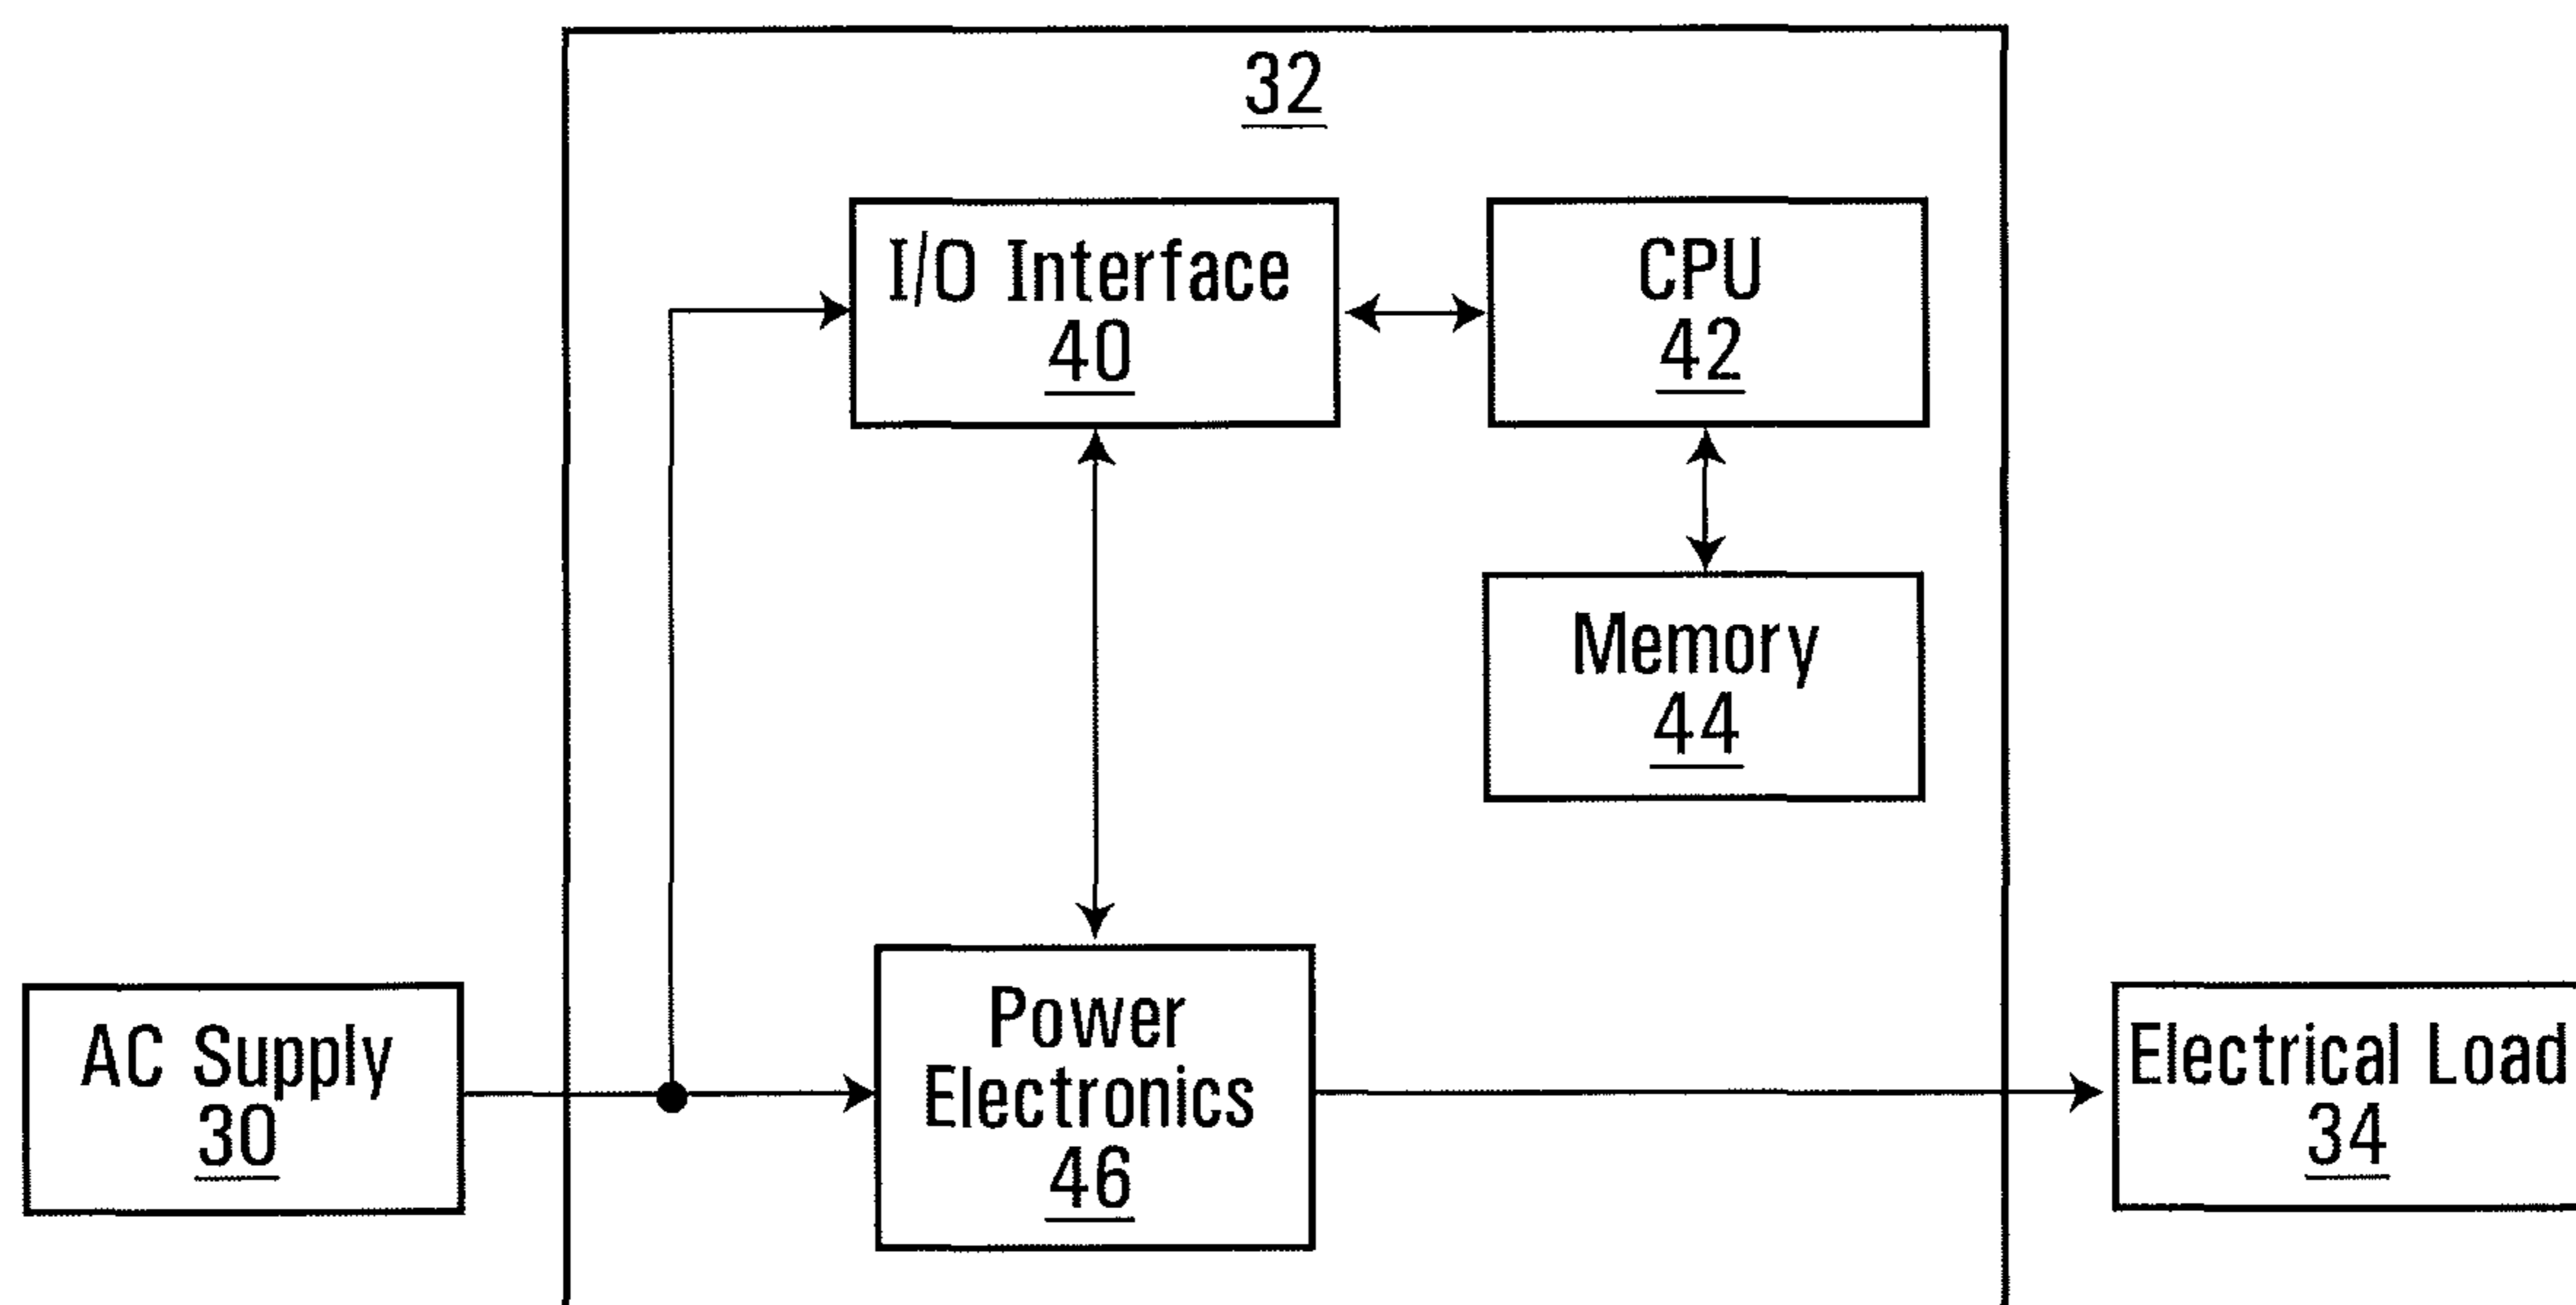 32
I/O Interface
40
CPU
42
Memory
44
AC Supply
30
Power
Electronics
46
Electrical Load
34